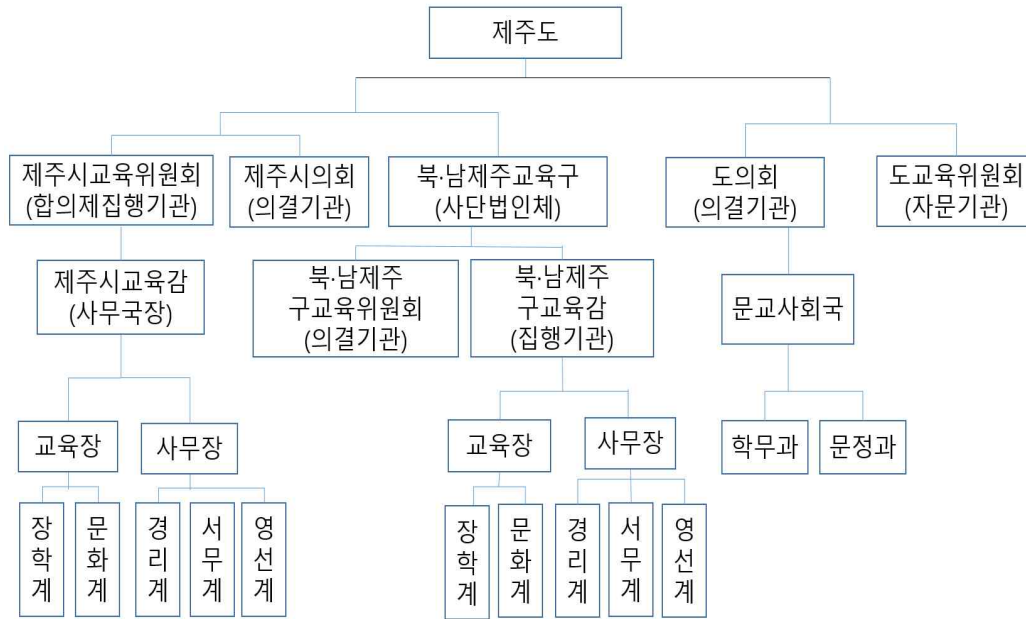 제주도
제주시교육위원회
(합의제집행기관)
제주시의회
(의결기관)
북·남제주교육구
(사단법인체)
도의회
(의결기관)
도교육위원회
(자문기관)
제주시교육감
(사무국장)
북·남제주
구교육위원회
(의결기관)
북·남제주
구교육감
(집행기관)
문교사회국
교육장
사무장
교육장
사무장
학무과
문정과
장학계
문화계
경리계
서무계
영선계
장학계
문화계
경리계
서무계
영선계